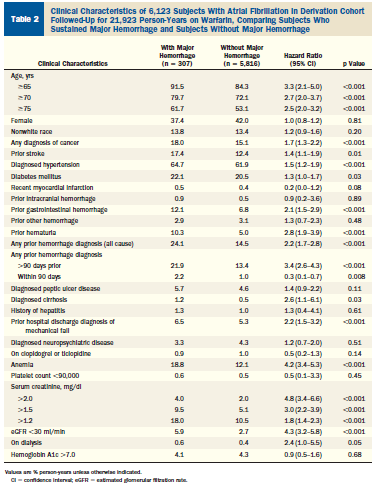 Table 2
Clinical Characteristics of 6,123 Subjects With Atrial Fibrillation in Derivation Cohort
Followed-Up for 21,923 Person-Years on Warfarin, Comparing Subjects Who
Sustained Major Hemorrhage and Subjects Without Major Hemorrhage
Clinical Characteristics With Major Hemorrhage (n = 307) Without Major Hemorrhage (n = 5,816) Hazard Ratio (95% CI) p Value
Age, yrs
≥65 91.5 84.3 3.3 (2.1–5.0) <0.001
≥70 79.7 72.1 2.7 (2.0–3.7) <0.001
≥75 61.7 53.1 2.5 (2.0–3.2) <0.001
Female 37.4 42.0 1.0 (0.8–1.2) 0.81
Nonwhite race 13.8 13.4 1.2 (0.9–1.6) 0.20
Any diagnosis of cancer 18.0 15.1 1.7 (1.3–2.2) <0.001
Prior stroke 17.4 12.4 1.4 (1.1–1.9) 0.01
Diagnosed hypertension 64.7 61.9 1.5 (1.2–1.9) <0.001
Diabetes mellitus 22.1 20.5 1.3 (1.0–1.7) 0.03
Recent myocardial infarction 0.5 0.4 0.2 (0.0–1.2) 0.08
Prior intracranial hemorrhage 0.9 0.5 0.9 (0.2–3.6) 0.89
Prior gastrointestinal hemorrhage 12.1 6.8 2.1 (1.5–2.9) <0.001
Prior other hemorrhage 2.9 3.1 1.3 (0.7–2.3) 0.48
Prior hematuria 10.3 5.0 2.8 (1.9–3.9) <0.001
Any prior hemorrhage diagnosis (all cause) 24.1 14.5 2.2 (1.7–2.8) <0.001
Any prior hemorrhage diagnosis
>90 days prior 21.9 13.4 3.4 (2.6–4.3) <0.001
Within 90 days 2.2 1.0 0.3 (0.1–0.7) 0.008
Diagnosed peptic ulcer disease 5.7 4.6 1.4 (0.9–2.2) 0.11
Diagnosed cirrhosis 1.2 0.5 2.6 (1.1–6.1) 0.03
History of hepatitis 1.3 1.0 1.3 (0.4–4.1) 0.61
Prior hospital discharge diagnosis of 6.5 5.3 2.2 (1.5–3.2) <0.001
mechanical fall
Diagnosed neuropsychiatric disease 3.3 4.3 1.2 (0.7–2.0) 0.51
On clopidogrel or ticlopidine 0.9 1.0 0.5 (0.2–1.3) 0.14
Anemia 18.8 12.1 4.2 (3.4–5.3) <0.001
Platelet count <90,000 0.6 0.5 0.5 (0.1–3.3) 0.45
Serum creatinine, mg/dl
>2.0 4.0 2.0 4.8 (3.4–6.6) <0.001
>1.5 9.5 5.1 3.0 (2.2–3.9) <0.001
>1.2 18.0 10.5 1.8 (1.4–2.3) <0.001
eGFR <30 ml/min 5.9 2.7 4.3 (3.2–5.8) <0.001
On dialysis 0.6 0.4 2.4 (1.0–5.5) 0.05
Hemoglobin A1c >7.0 4.1 4.3 0.9 (0.5–1.6) 0.68
Values are % person-years unless otherwise indicated.
CI = confidence interval; eGFR = estimated glomerular filtration rate.